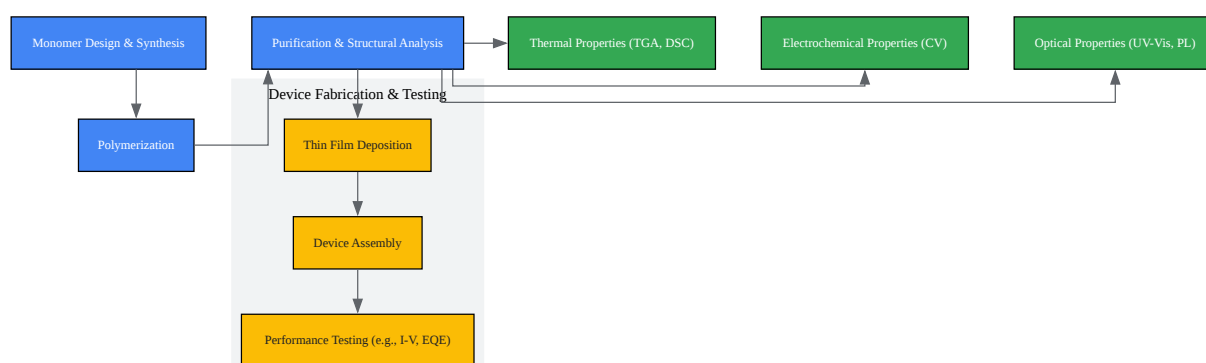 Monomer Design & Synthesis
Purification & Structural Analysis
Thermal Properties (TGA, DSC)
Electrochemical Properties (CV)
Optical Properties (UV-Vis, PL)
Device Fabrication & Testing
Polymerization
Thin Film Deposition
Device Assembly
Performance Testing (e.g., I-V, EQE)